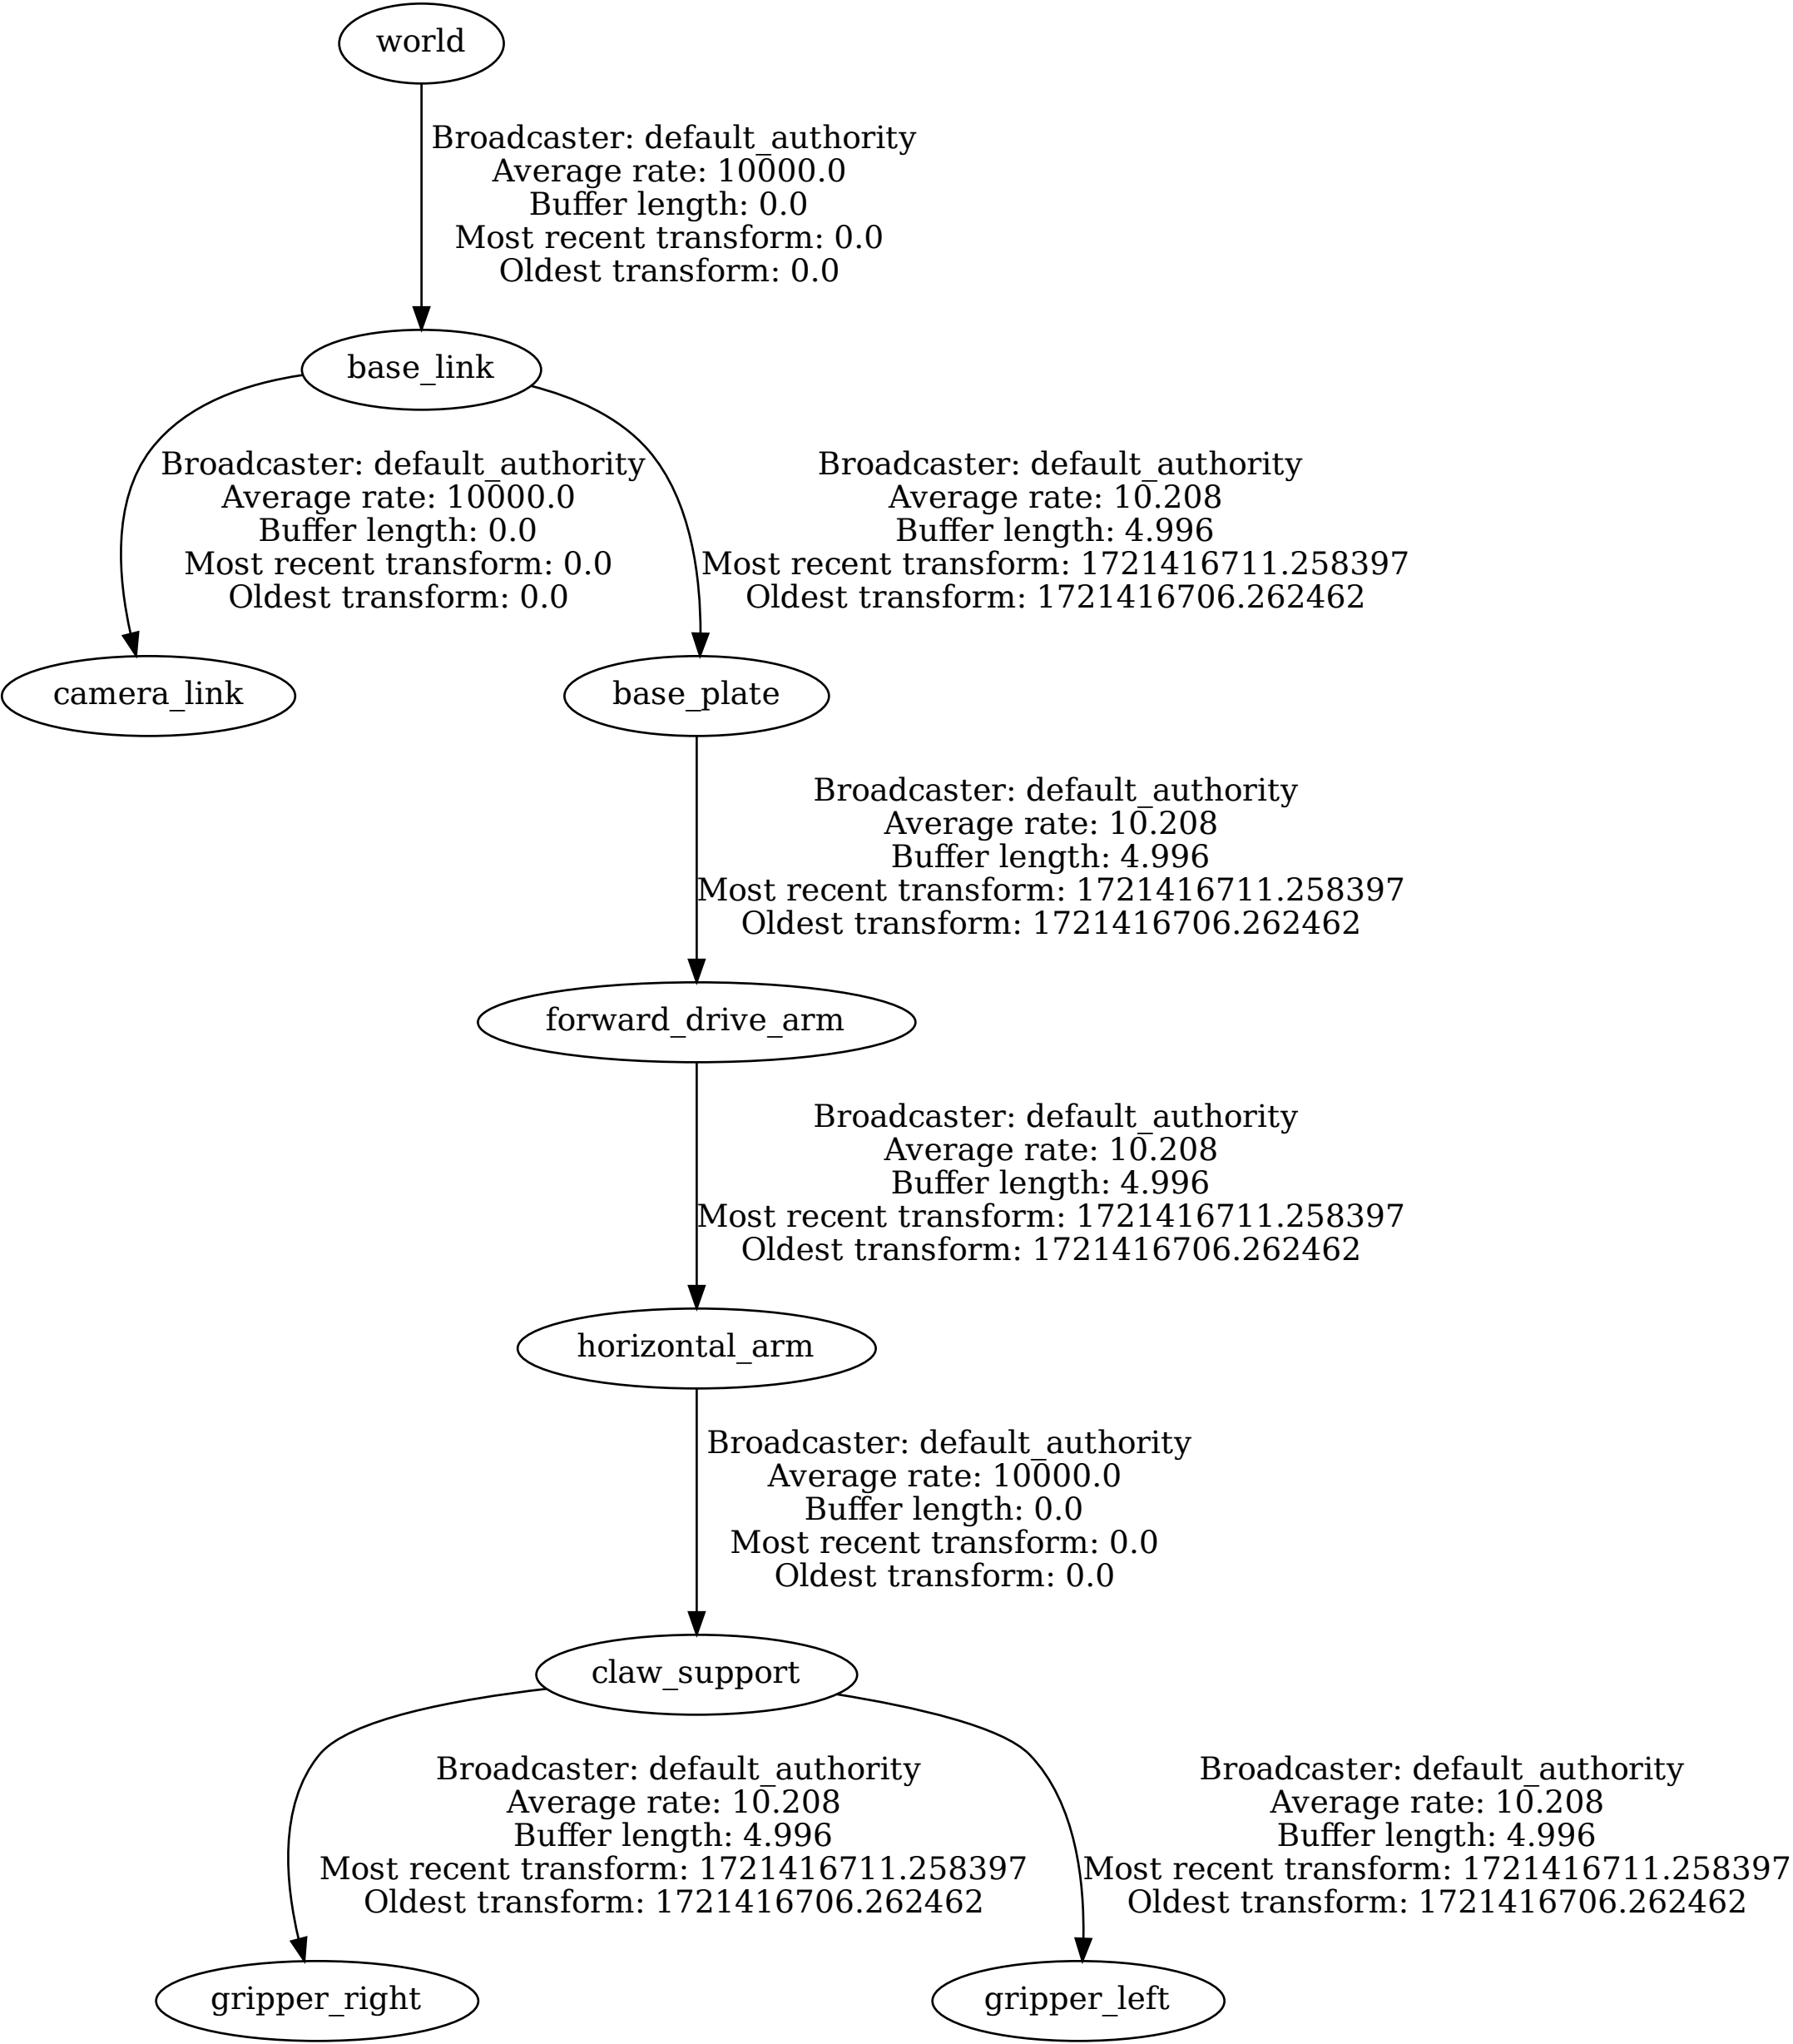 world
Broadcaster: default_authority
Average rate: 10000.0
Buffer length: 0.0
Most recent transform: 0.0
Oldest transform: 0.0
base_link
Broadcaster: default_authority
Average rate: 10000.0
Buffer length: 0.0
Most recent transform: 0.0
Oldest transform: 0.0
Broadcaster: default_authority
Average rate: 10.208
Buffer length: 4.996
Most recent transform: 1721416711.258397
Oldest transform: 1721416706.262462
camera_link
base_plate
Broadcaster: default_authority
Average rate: 10.208
Buffer length: 4.996
Most recent transform: 1721416711.258397
Oldest transform: 1721416706.262462
forward_drive_arm
Broadcaster: default_authority
Average rate: 10.208
Buffer length: 4.996
Most recent transform: 1721416711.258397
Oldest transform: 1721416706.262462
horizontal_arm
Broadcaster: default_authority
Average rate: 10000.0
Buffer length: 0.0
Most recent transform: 0.0
Oldest transform: 0.0
claw_support
Broadcaster: default_authority
Average rate: 10.208
Buffer length: 4.996
Most recent transform: 1721416711.258397
Oldest transform: 1721416706.262462
Broadcaster: default_authority
Average rate: 10.208
Buffer length: 4.996
Most recent transform: 1721416711.258397
Oldest transform: 1721416706.262462
gripper_right
gripper_left